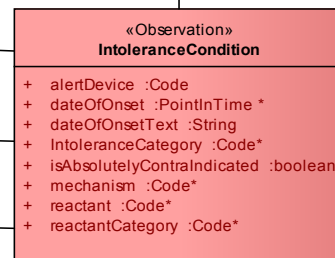 «Observation»
IntoleranceCondition
+ alertDevice :Code
+ dateOfOnset :PointInTime *
+ dateOfOnsetText :String
+ IntoleranceCategory :Code*
+ isAbsolutelyContraIndicated :boolean
+ mechanism :Code*
+ reactant :Code*
+ reactantCategory :Code*